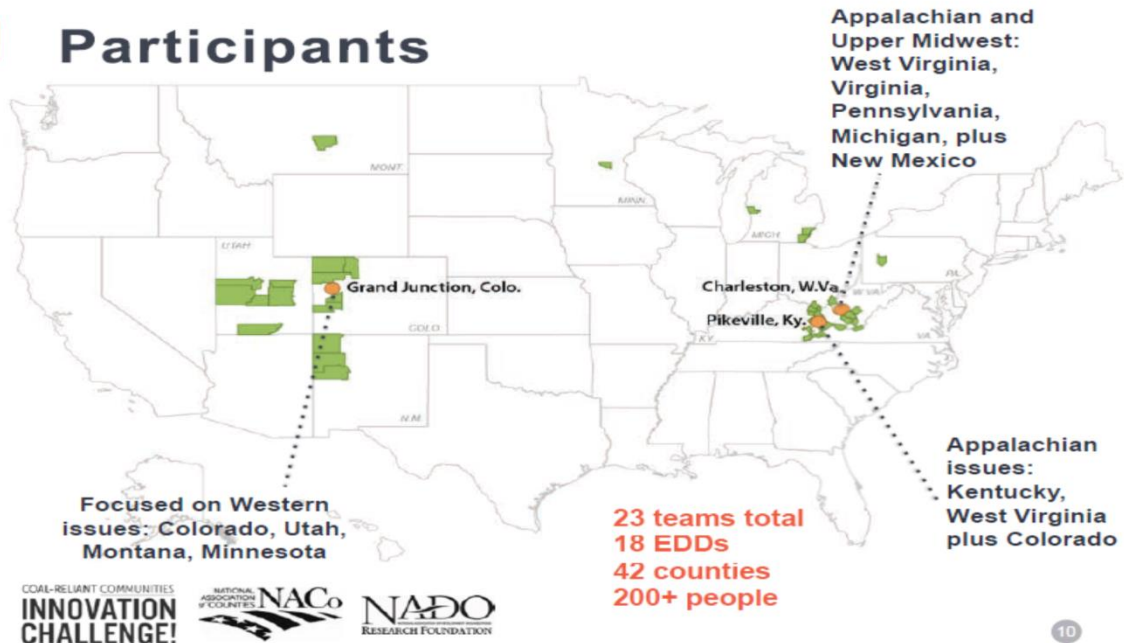 Participants
Appalachian and
Upper Midwest:
West Virginia,
Virginia,
Pennsylvania,
Michigan, plus
New Mexico
MONT.
MINN.
MICH.
UTAH
PA.
Grand Junction, Colo.
Charleston, W.Va.
W.VA.
Pikeville, Ky.
COLO.
KY.
VA.
N.M.
Focused on Western
issues: Colorado, Utah,
Montana, Minnesota
23 teams total
18 EDDs
42 counties
200+ people
Appalachian
issues:
Kentucky,
West Virginia
plus Colorado
COAL-RELIANT COMMUNITIES
INNOVATION
CHALLENGE!
NATIONAL
ASSOCIATION
of COUNTIES
NACo
NADO
RESEARCH FOUNDATION
10